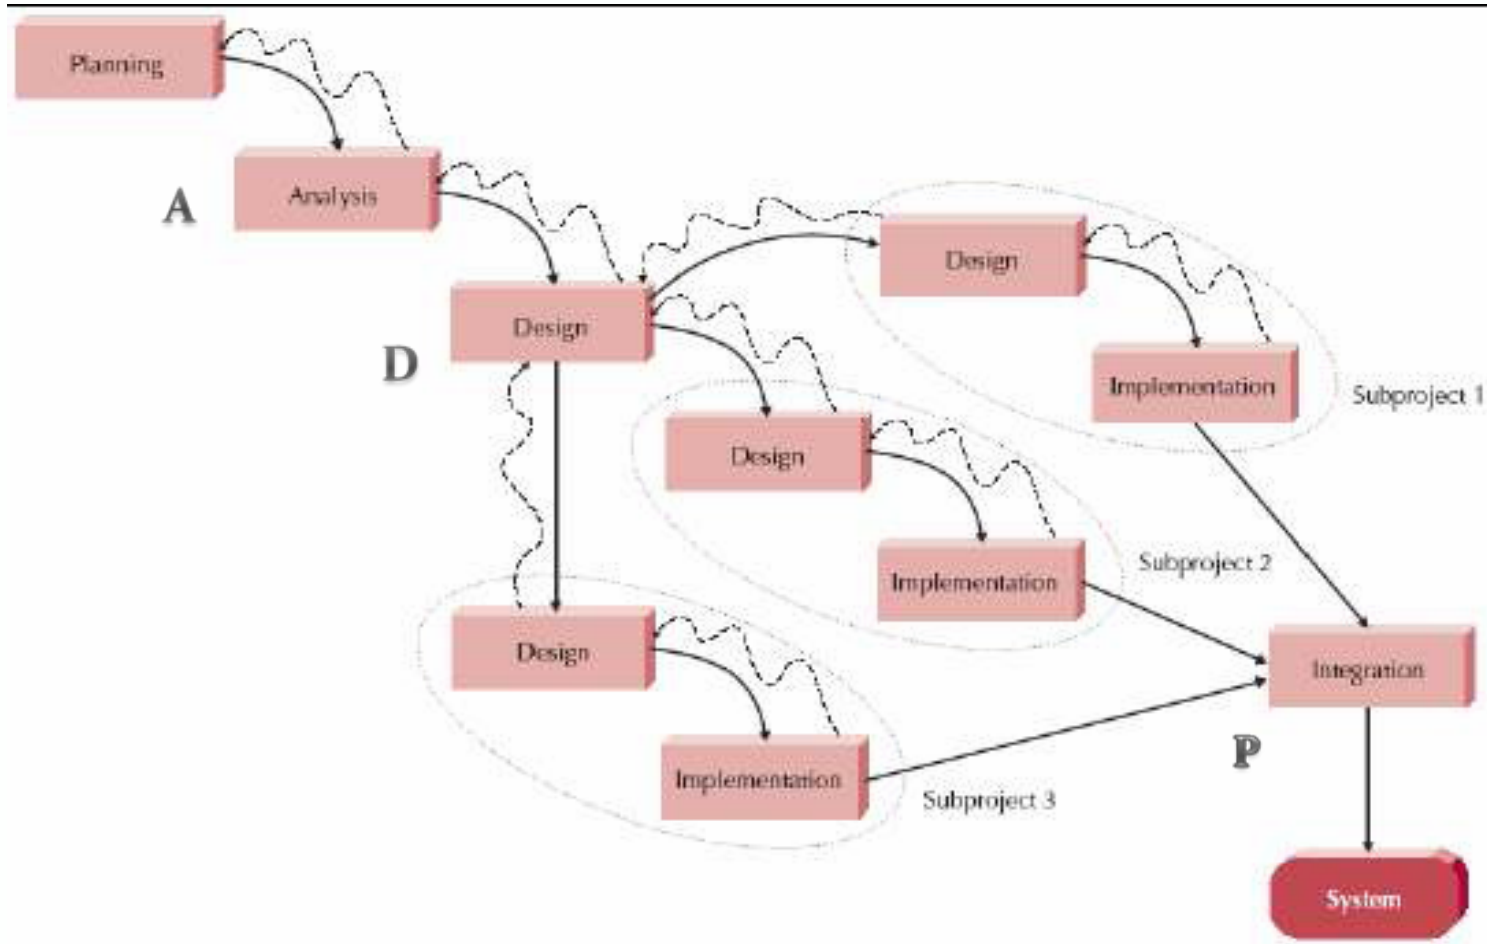 Planning
Analysis
A
Design
Design
D
Implementation
Subproject 1
Design
Implementation
Subproject 2
Design
Integration
P
Implementation
Subproject 3
System